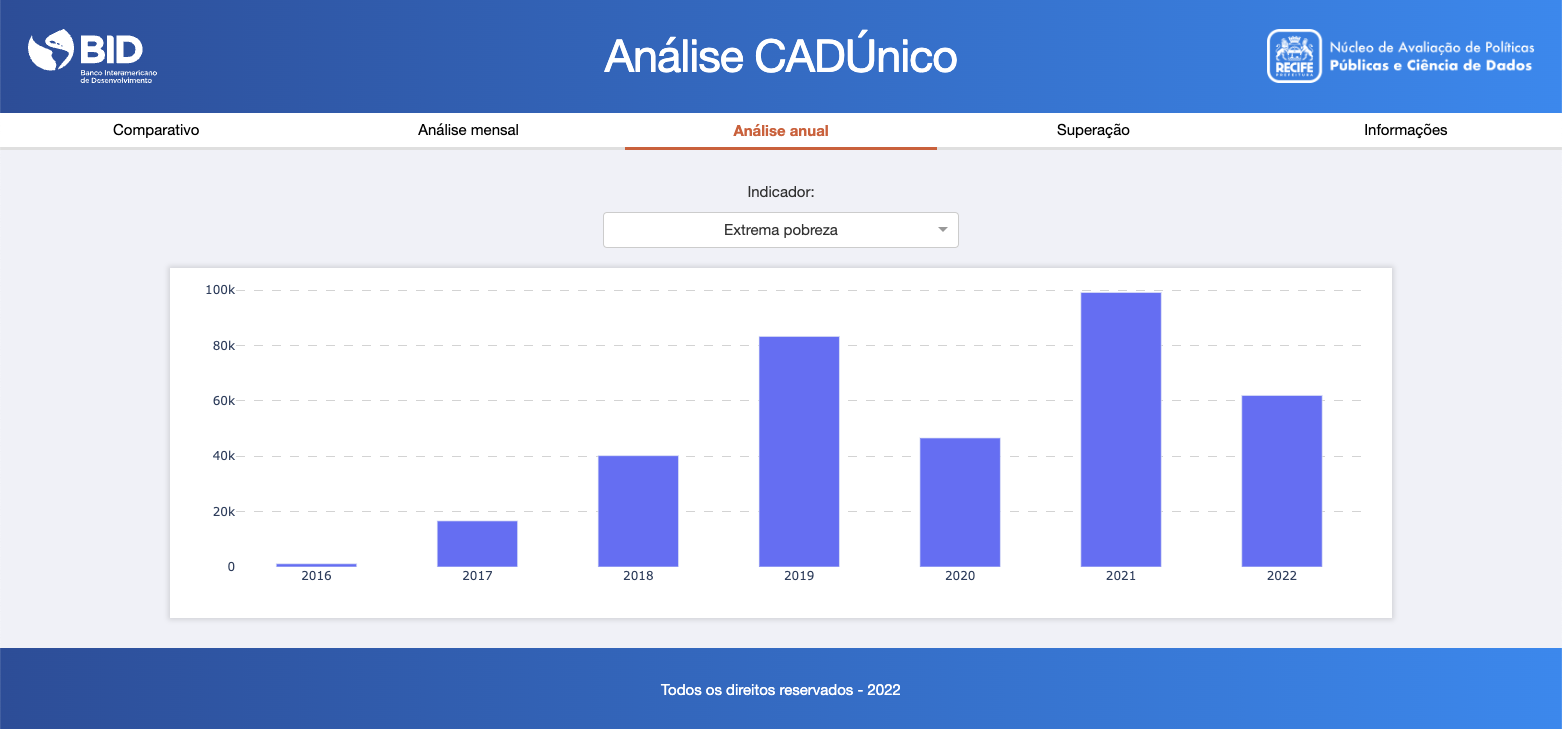 BID
Banco Interamericano
de Desenvolvimento
Análise CADÚnico
RECIFE
PREFEITURA
Núcleo de Avaliação de Políticas
Públicas e Ciência de Dados
Comparativo
Análise mensal
Análise anual
Superação
Informações
Indicador:
Extrema pobreza
100k
80k
60k
40k
20k
0
2016
2017
2018
2019
2020
2021
2022
Todos os direitos reservados - 2022